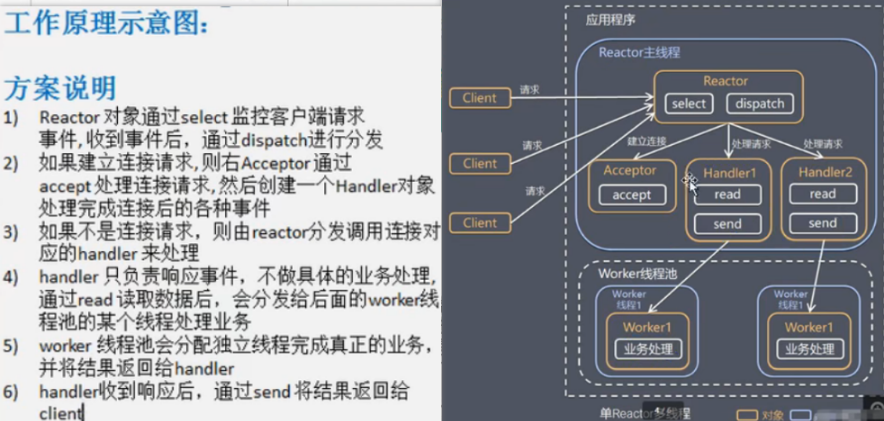 工作原理示意图:
方案说明
1) Reactor 对象通过select 监控客户端请求
事件, 收到事件后，通过dispatch进行分发
2) 如果建立连接请求, 则右Acceptor 通过
accept 处理连接请求, 然后创建一个Handler对象
处理完成连接后的各种事件
3) 如果不是连接请求，则由reactor分发调用连接对
应的handler 来处理
4) handler 只负责响应事件，不做具体的业务处理,
通过read 读取数据后，会分发给后面的worker线
程池的某个线程处理业务
5) worker 线程池会分配独立线程完成真正的业务，
并将结果返回给handler
6) handler收到响应后，通过send 将结果返回给
client
应用程序
Reactor主线程
Reactor
select dispatch
Client 请求
Client 请求
Client 请求
建立连接 处理请求 处理请求
Acceptor
accept
Handler1
read
send
Handler2
read
send
Worker线程池
Worker
线程1
Worker1
业务处理
Worker
线程1
Worker1
业务处理
单Reactor多线程
对象